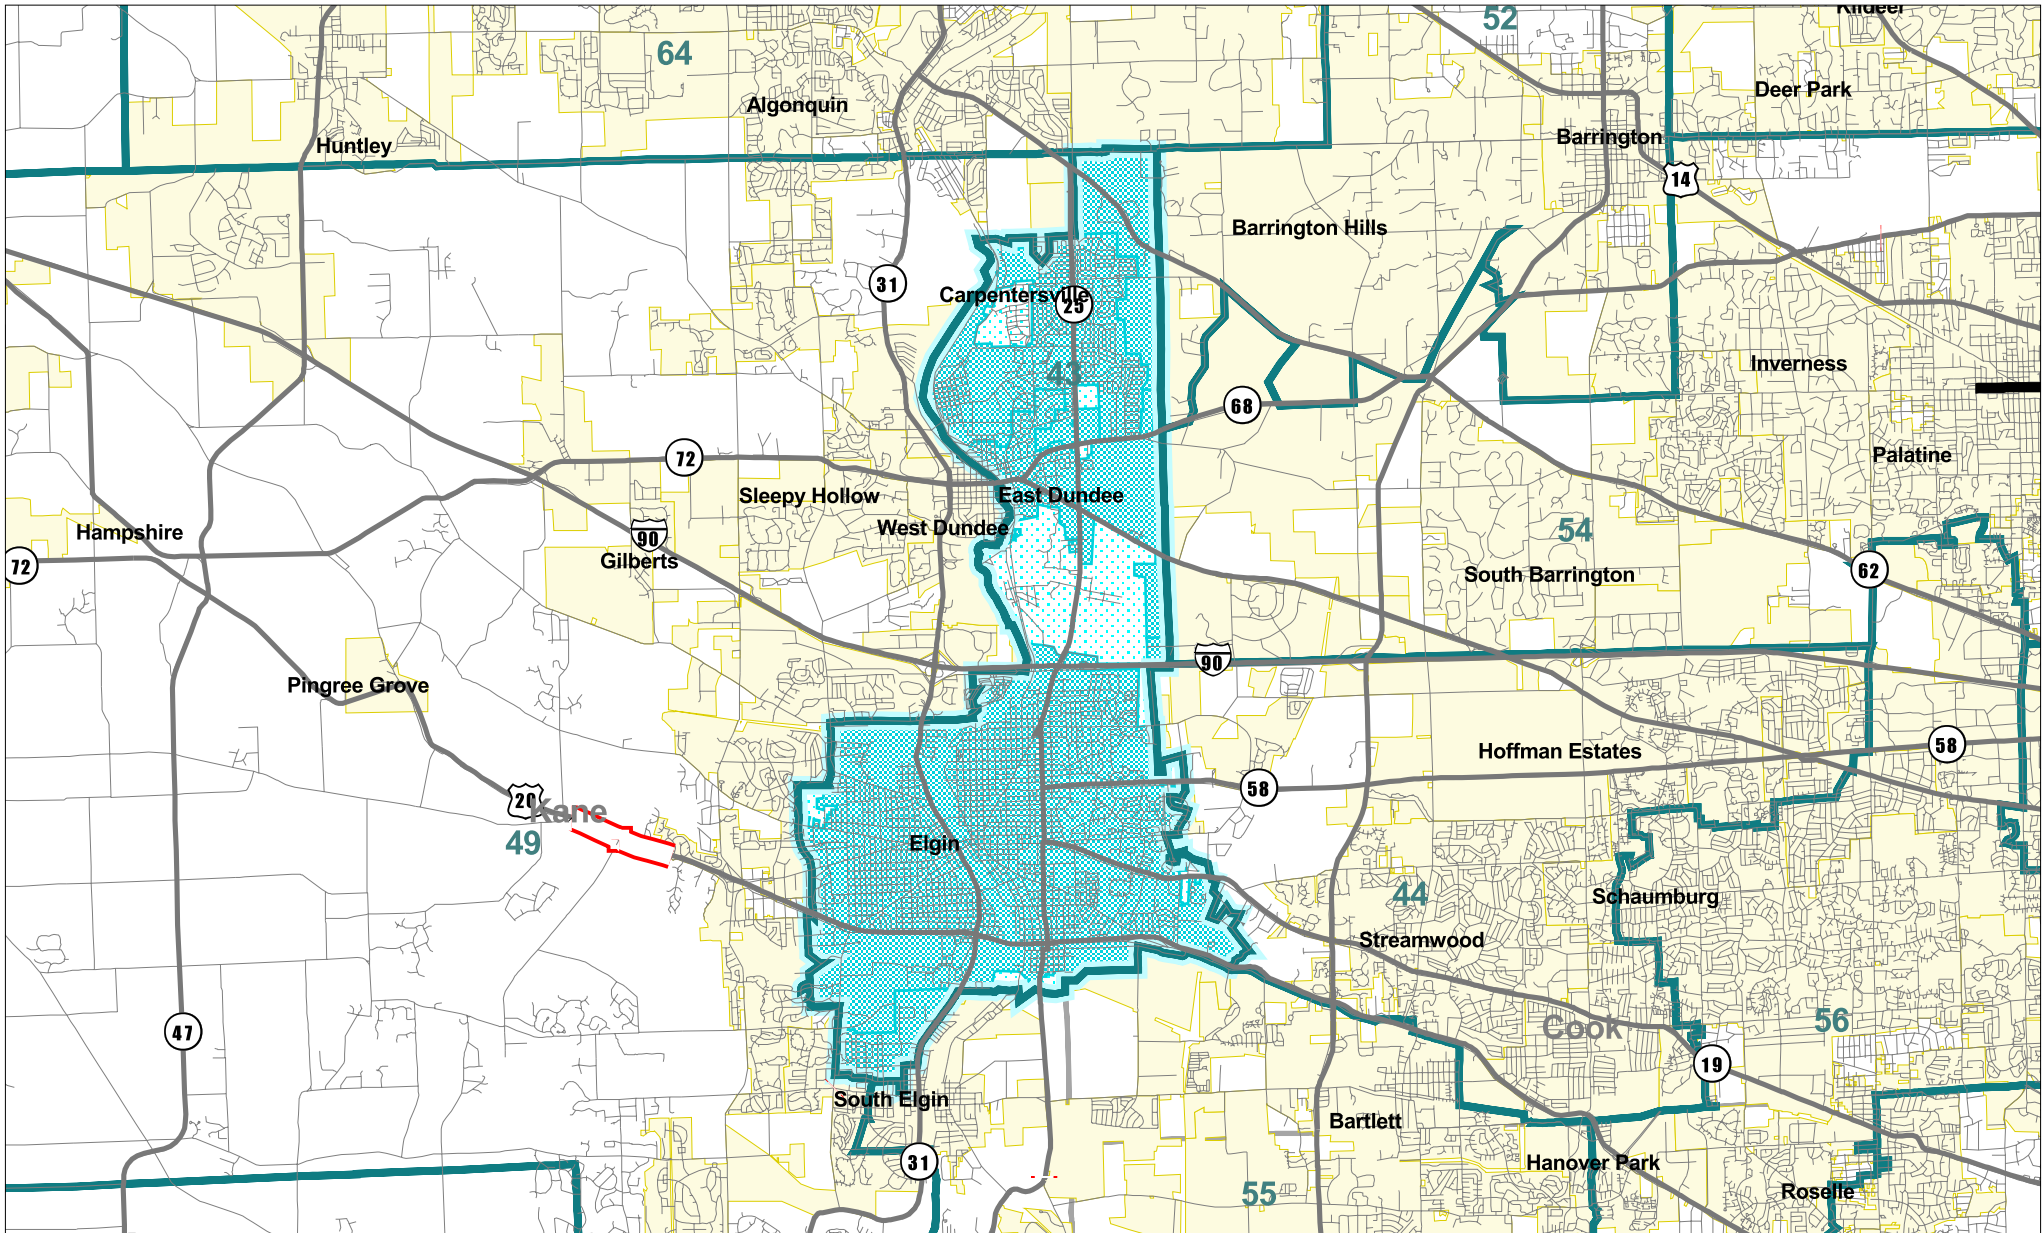 Kildeer
52
64
Deer Park
Algonquin
Barrington
Huntley
14
Barrington Hills
31
Carpentersville
25
Inverness
43
68
Palatine
72
Sleepy Hollow
East Dundee
West Dundee
Hampshire
90
54
Gilberts
72
South Barrington
62
90
Pingree Grove
58
Hoffman Estates
58
20
Kane
49
Elgin
44
Schaumburg
Streamwood
47
Cook
56
19
South Elgin
Bartlett
31
Hanover Park
55
Roselle